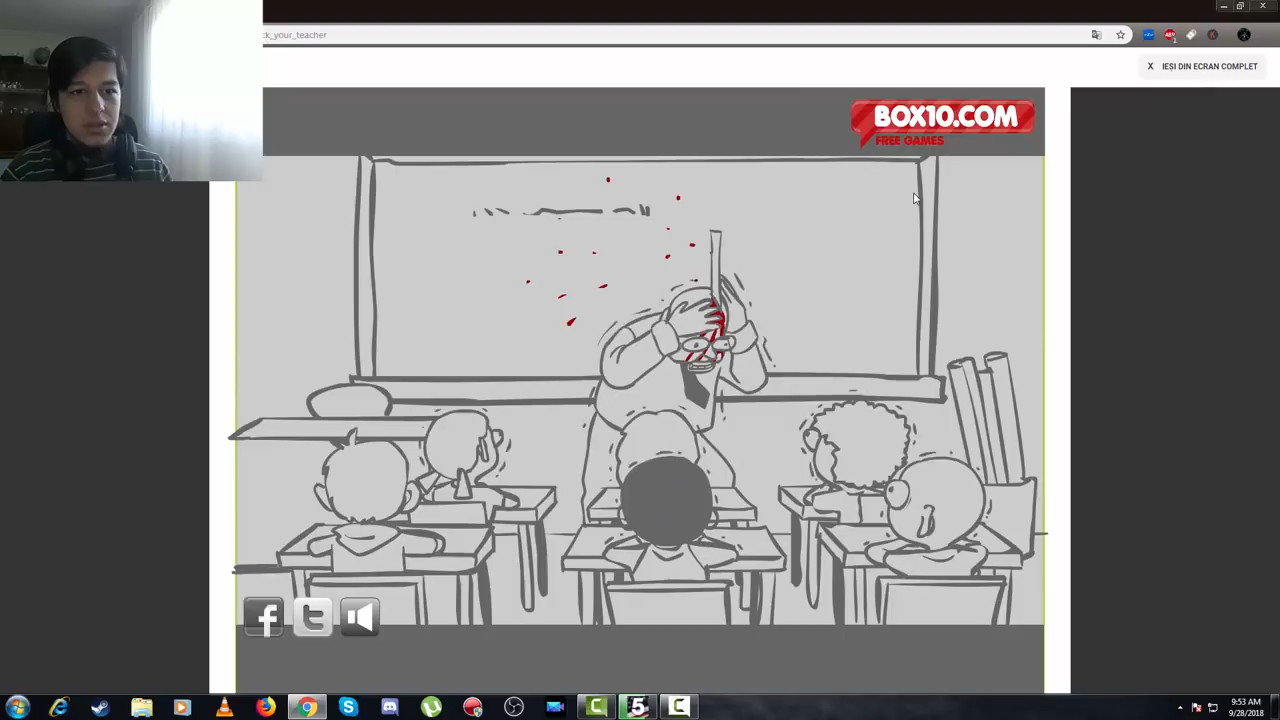 ck_your_teacher
X IEȘI DIN ECRAN COMPLET
BOX10.COM
FREE GAMES
9:53 AM
9/28/2018